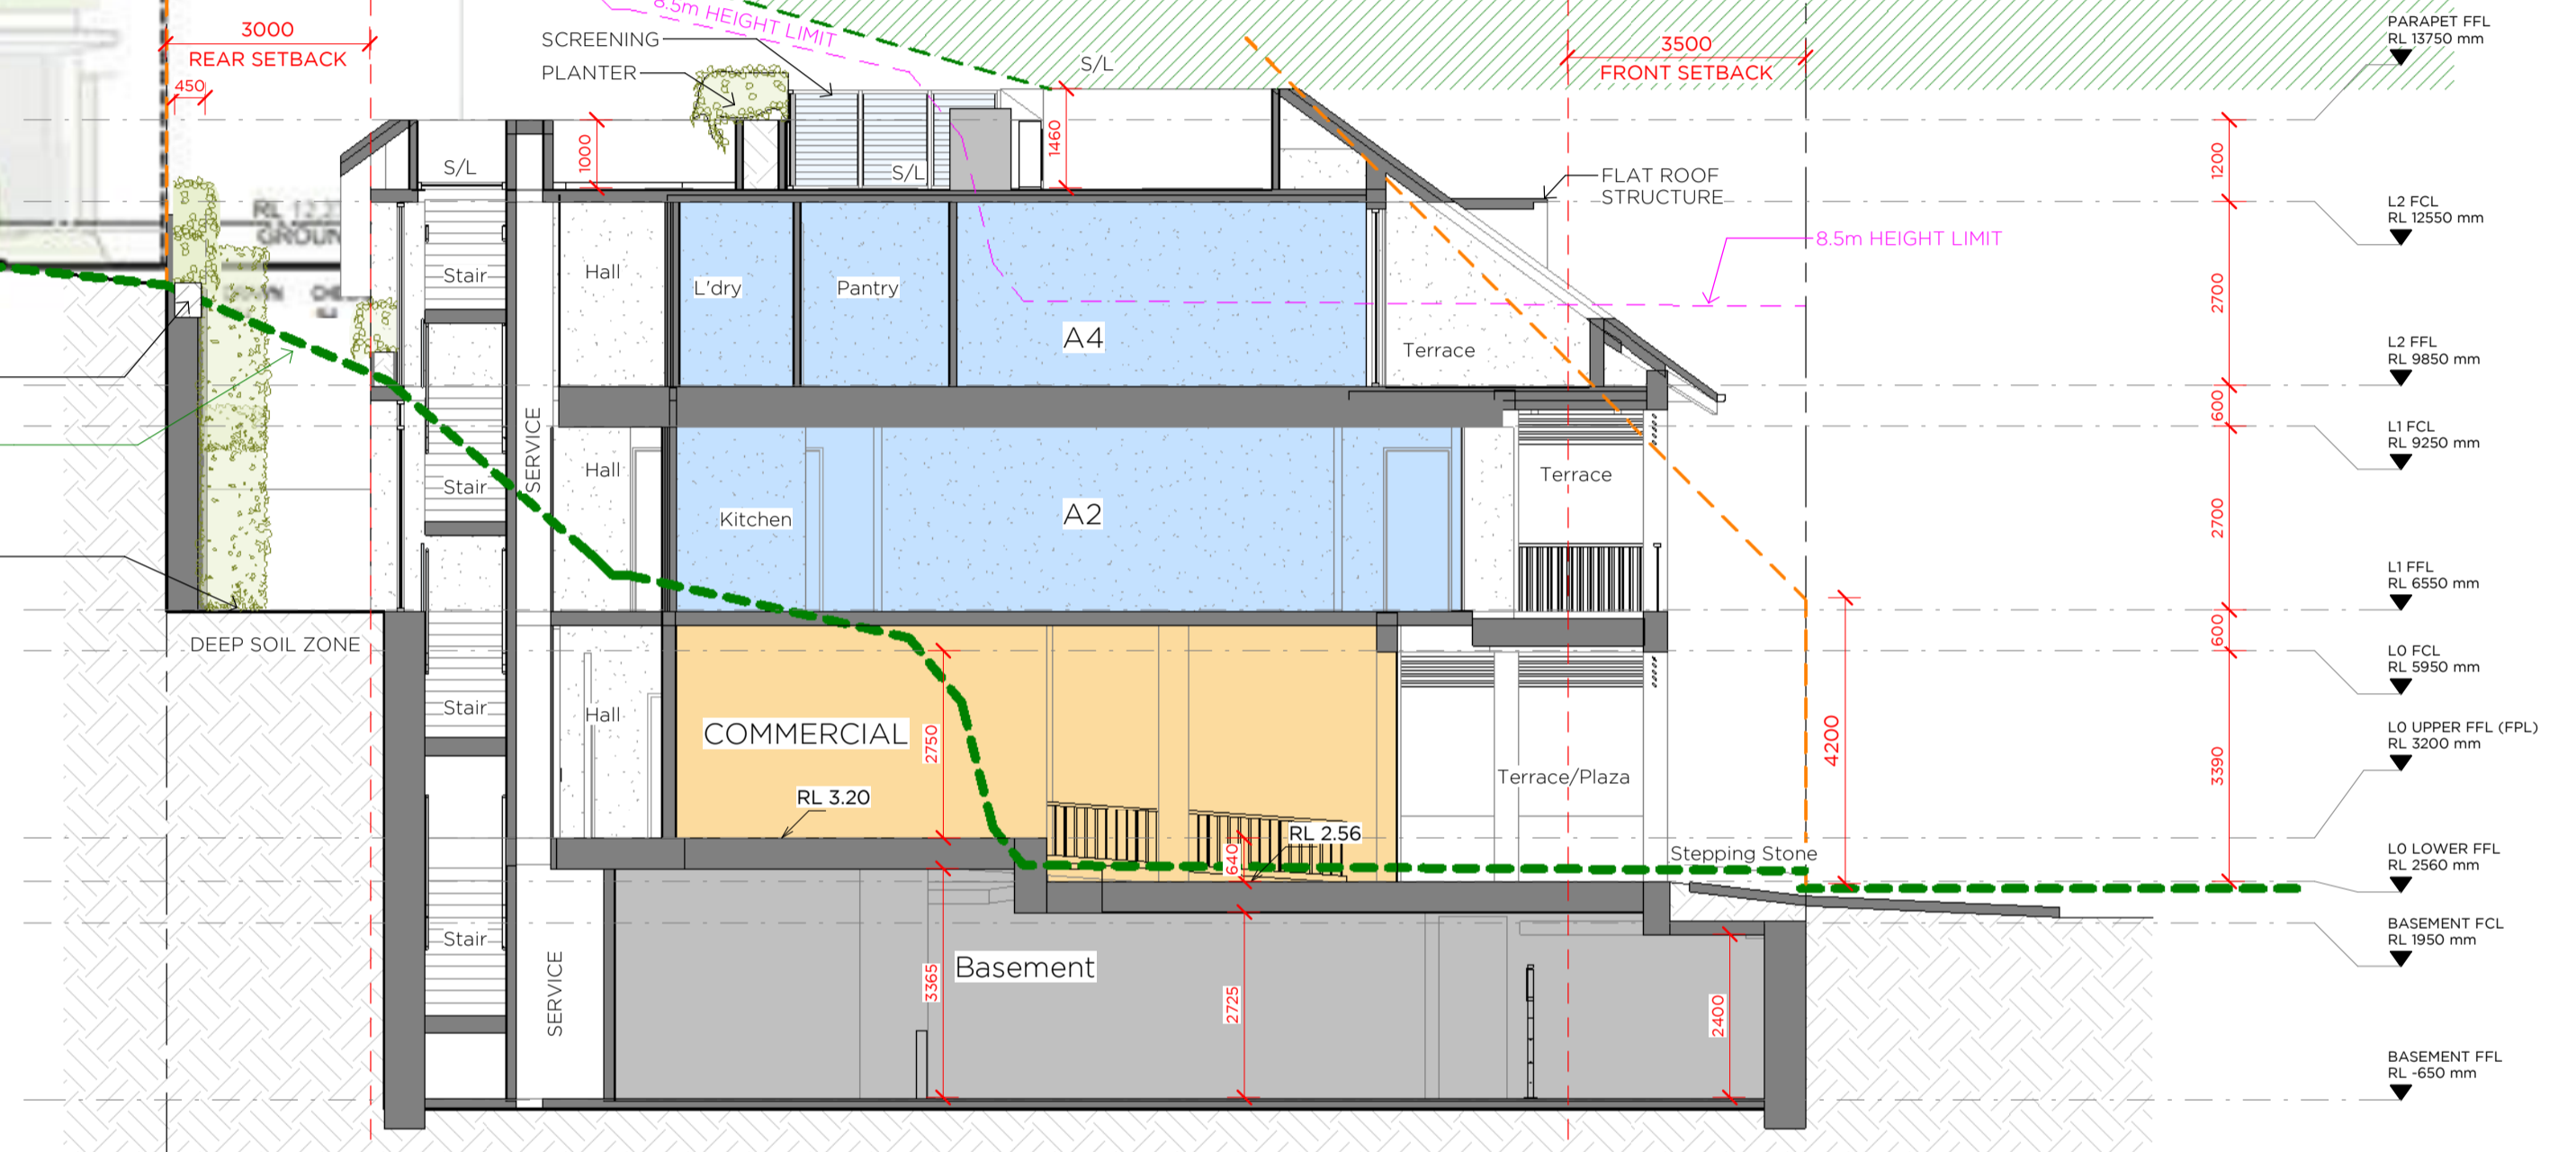 8.5m HEIGHT LIMIT
3000
REAR SETBACK
450
SCREENING
PLANTER
S/L
3500
FRONT SETBACK
PARAPET FFL
RL 13750 mm
1000
1460
1200
S/L
S/L
FLAT ROOF
STRUCTURE
L2 FCL
RL 12550 mm
8.5m HEIGHT LIMIT
Stair
Hall
L'dry
Pantry
A4
Terrace
2700
L2 FFL
RL 9850 mm
600
L1 FCL
RL 9250 mm
SERVICE
Stair
Hall
Kitchen
A2
Terrace
2700
L1 FFL
RL 6550 mm
DEEP SOIL ZONE
600
L0 FCL
RL 5950 mm
Stair
Hall
COMMERCIAL
2750
4200
Terrace/Plaza
3390
L0 UPPER FFL (FPL)
RL 3200 mm
RL 3.20
640
RL 2.56
Stepping Stone
L0 LOWER FFL
RL 2560 mm
Stair
SERVICE
3365
Basement
2725
2400
BASEMENT FCL
RL 1950 mm
BASEMENT FFL
RL -650 mm